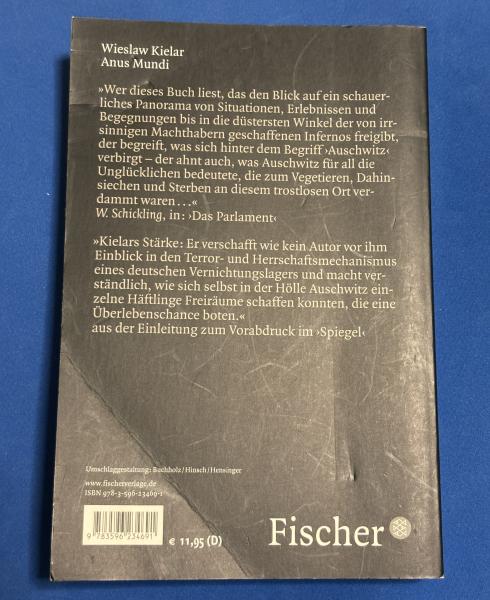 Wiesław Kielar
Anus Mundi
»Wer dieses Buch liest, das den Blick auf ein schauer-
liches Panorama von Situationen, Erlebnissen und
Begegnungen bis in die düstersten Winkel der von irr-
sinnigen Machthabern geschaffenen Infernos freigibt,
der begreift, was sich hinter dem Begriff ›Auschwitz‹
verbirgt – der ahnt auch, was Auschwitz für all die
Unglücklichen bedeutete, die zum Vegetieren, Dahin-
siechen und Sterben an diesem trostlosen Ort ver-
dammt waren ...«
W. Schickling, in: ›Das Parlament‹
»Kielars Stärke: Er verschafft wie kein Autor vor ihm
Einblick in den Terror- und Herrschaftsmechanismus
eines deutschen Vernichtungslagers und macht ver-
ständlich, wie sich selbst in der Hölle Auschwitz ein-
zelne Häftlinge Freiräume schaffen konnten, die eine
Überlebenschance boten.«
aus der Einleitung zum Vorabdruck im ›Spiegel‹
Umschlaggestaltung: Buchholz / Hinsch / Hensinger
www.fischerverlage.de
ISBN 978-3-596-23469-1
9 783596 234691
€ 11,95 (D)
Fischer